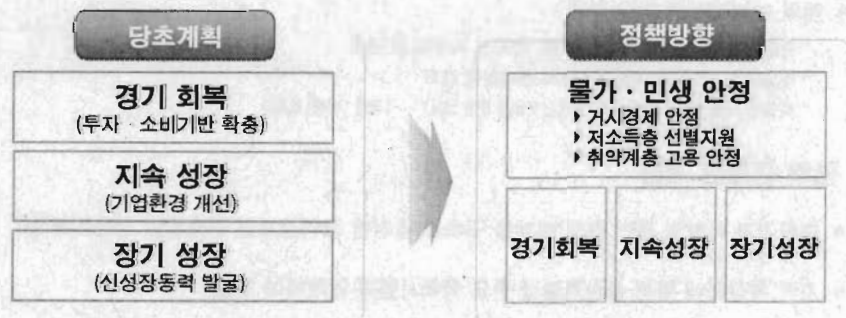 당초계획
경기 회복
(투자 · 소비기반 확충)
지속 성장
(기업환경 개선)
장기 성장
(신성장동력 발굴)
정책방향
물가 · 민생 안정
▶ 거시경제 안정
▶ 저소득층 선별지원
▶ 취약계층 고용 안정
경기회복 지속성장 장기성장